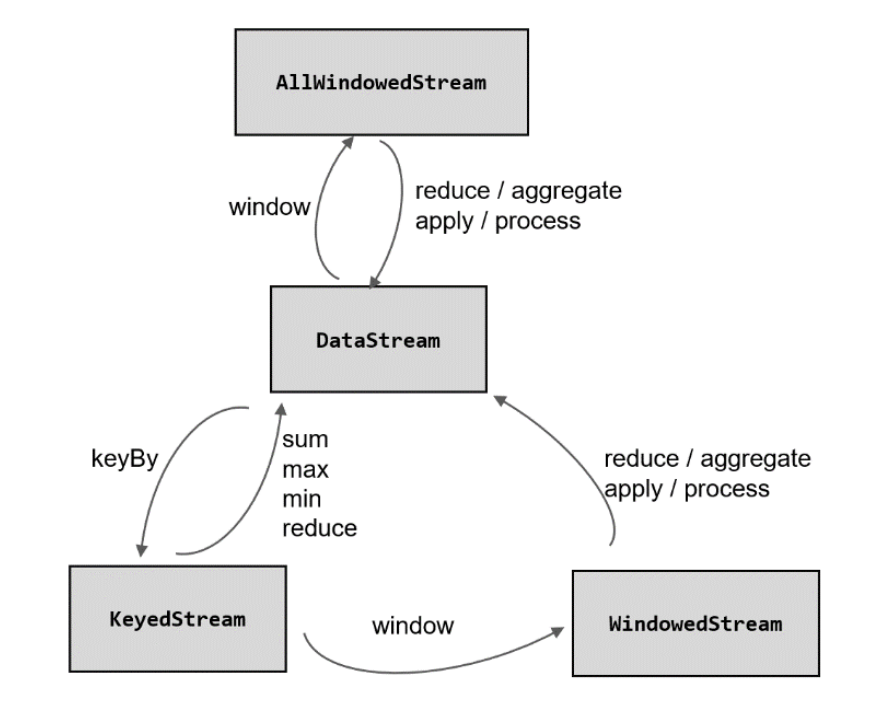 AllWindowedStream
window
reduce / aggregate
apply / process
DataStream
keyBy
sum
max
min
reduce
reduce / aggregate
apply / process
KeyedStream
window
WindowedStream